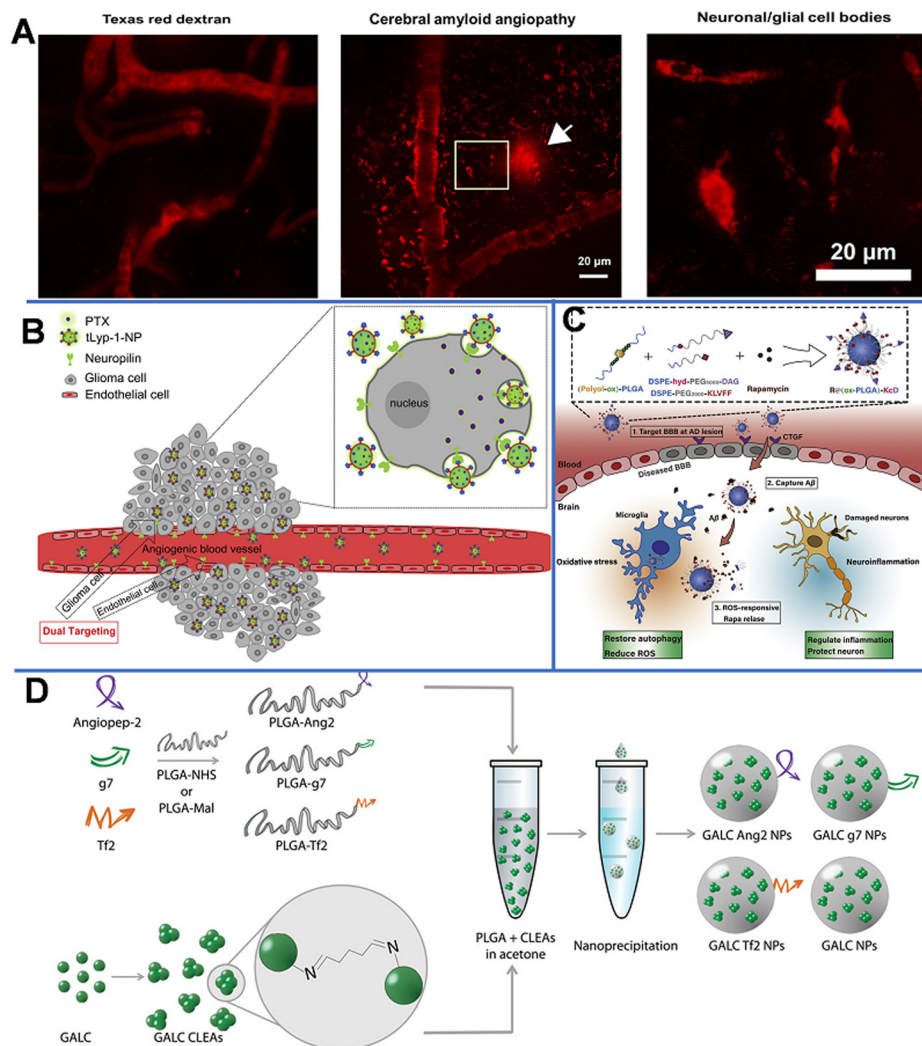 A
Texas red dextran
Cerebral amyloid angiopathy
Neuronal/glial cell bodies
20 µm
20 µm
B
PTX
tLyp-1-NP
Neuropilin
Glioma cell
Endothelial cell
nucleus
Angiogenic blood vessel
Glioma cell
Endothelial cell
Dual Targeting
C
(Polyol-ox)-PLGA
DSPE-hyd-PEG5000-DAG
DSPE-PEG2000-KLVFF
Rapamycin
R@(ox-PLGA)-KcD
1. Target BBB at AD lesion
CTGF
Blood
Diseased BBB
Brain
2. Capture Aβ
Microglia
Aβ
Damaged neurons
Oxidative stress
Neuroinflammation
3. ROS-responsive
Rapa relase
Restore autophagy
Reduce ROS
Regulate inflammation
Protect neuron
D
Angiopep-2
g7
Tf2
PLGA-NHS
or
PLGA-Mal
PLGA-Ang2
PLGA-g7
PLGA-Tf2
GALC
GALC CLEAs
N
N
PLGA + CLEAs
in acetone
Nanoprecipitation
GALC Ang2 NPs
GALC g7 NPs
GALC Tf2 NPs
GALC NPs